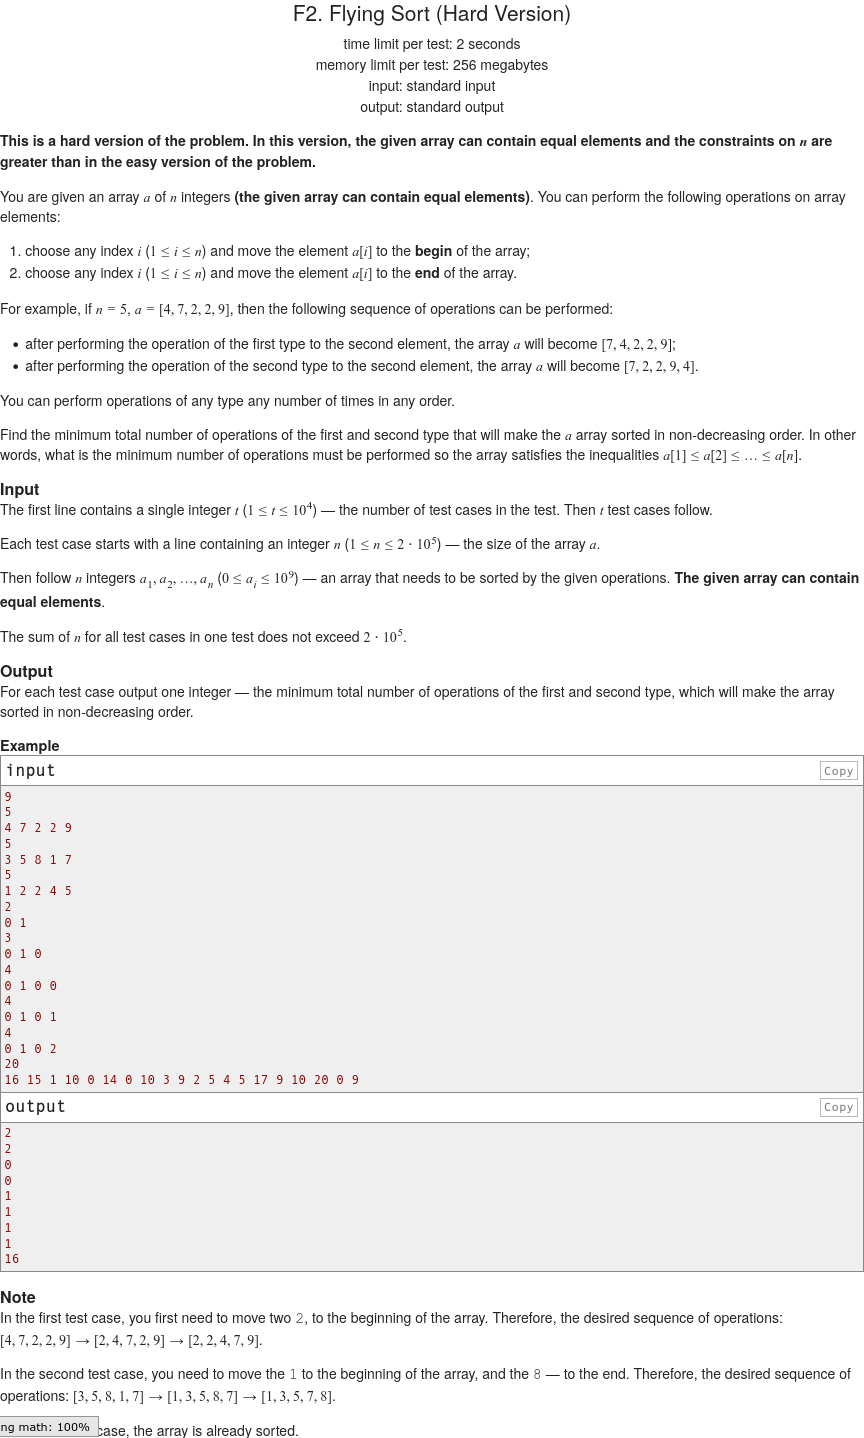 F2. Flying Sort (Hard Version)
time limit per test: 2 seconds
memory limit per test: 256 megabytes
input: standard input
output: standard output
This is a hard version of the problem. In this version, the given array can contain equal elements and the constraints on n are
greater than in the easy version of the problem.
You are given an array a of n integers (the given array can contain equal elements). You can perform the following operations on array
elements:
1. choose any index i (1 ≤ i ≤ n) and move the element a[i] to the begin of the array;
2. choose any index i (1 ≤ i ≤ n) and move the element a[i] to the end of the array.
For example, if n = 5, a = [4, 7, 2, 2, 9], then the following sequence of operations can be performed:
• after performing the operation of the first type to the second element, the array a will become [7, 4, 2, 2, 9];
• after performing the operation of the second type to the second element, the array a will become [7, 2, 2, 9, 4].
You can perform operations of any type any number of times in any order.
Find the minimum total number of operations of the first and second type that will make the a array sorted in non-decreasing order. In other
words, what is the minimum number of operations must be performed so the array satisfies the inequalities a[1] ≤ a[2] ≤ … ≤ a[n].
Input
The first line contains a single integer t (1 ≤ t ≤ 10^4) — the number of test cases in the test. Then t test cases follow.
Each test case starts with a line containing an integer n (1 ≤ n ≤ 2 · 10^5) — the size of the array a.
Then follow n integers a_1, a_2, …, a_n (0 ≤ a_i ≤ 10^9) — an array that needs to be sorted by the given operations. The given array can contain
equal elements.
The sum of n for all test cases in one test does not exceed 2 · 10^5.
Output
For each test case output one integer — the minimum total number of operations of the first and second type, which will make the array
sorted in non-decreasing order.
Example
input
Copy
9
5
4 7 2 2 9
5
3 5 8 1 7
5
1 2 2 4 5
2
0 1
3
0 1 0
4
0 1 0 0
4
0 1 0 1
4
0 1 0 2
20
16 15 1 10 0 14 0 10 3 9 2 5 4 5 17 9 10 20 0 9
output
Copy
2
2
0
0
1
1
1
1
16
Note
In the first test case, you first need to move two 2, to the beginning of the array. Therefore, the desired sequence of operations:
[4, 7, 2, 2, 9] → [2, 4, 7, 2, 9] → [2, 2, 4, 7, 9].
In the second test case, you need to move the 1 to the beginning of the array, and the 8 — to the end. Therefore, the desired sequence of
operations: [3, 5, 8, 1, 7] → [1, 3, 5, 8, 7] → [1, 3, 5, 7, 8].
ng math: 100% case, the array is already sorted.